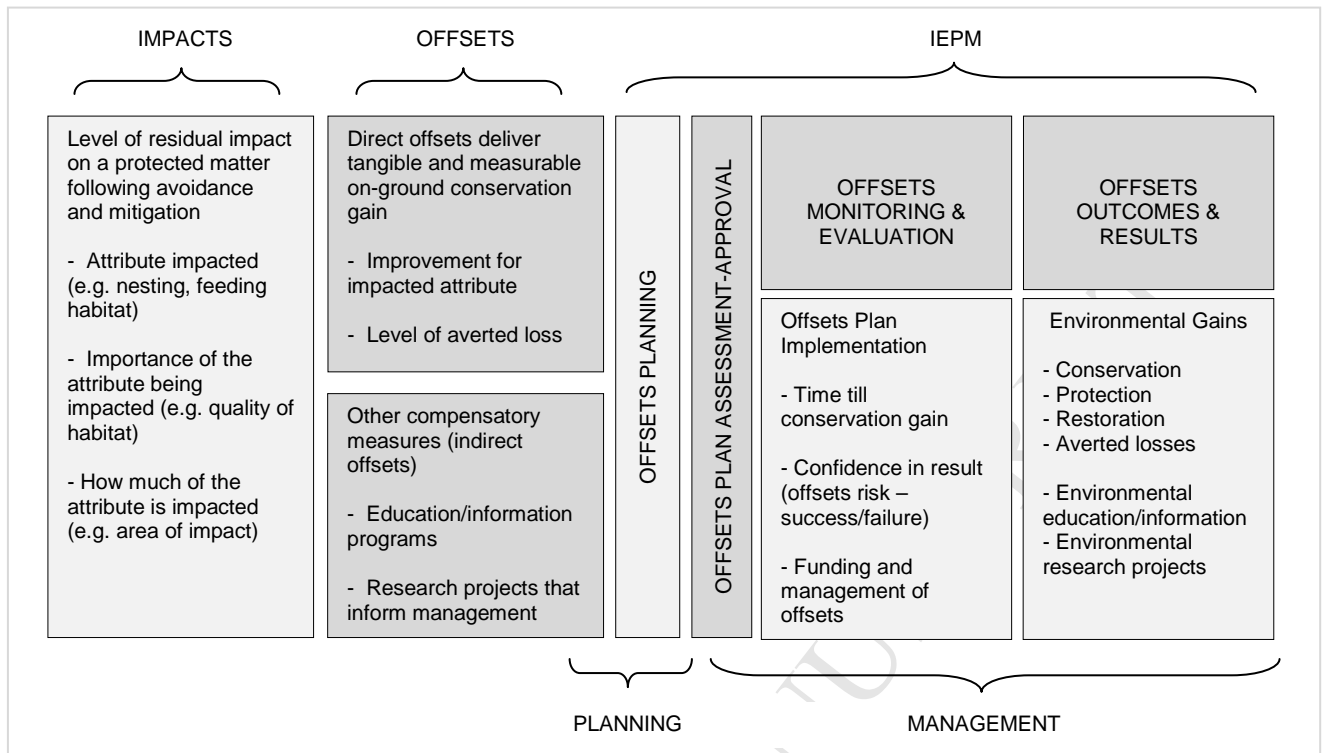 IMPACTS
OFFSETS
IEPM
Level of residual impact
on a protected matter
following avoidance
and mitigation
- Attribute impacted
(e.g. nesting, feeding
habitat)
- Importance of the
attribute being
impacted (e.g. quality of
habitat)
- How much of the
attribute is impacted
(e.g. area of impact)
Direct offsets deliver
tangible and measurable
on-ground conservation
gain
- Improvement for
impacted attribute
- Level of averted loss
Other compensatory
measures (indirect
offsets)
- Education/information
programs
- Research projects that
inform management
OFFSETS PLANNING
OFFSETS PLAN ASSESSMENT-APPROVAL
OFFSETS
MONITORING &
EVALUATION
Offsets Plan
Implementation
- Time till
conservation gain
- Confidence in result
(offsets risk –
success/failure)
- Funding and
management of
offsets
OFFSETS
OUTCOMES &
RESULTS
Environmental Gains
- Conservation
- Protection
- Restoration
- Averted losses
- Environmental
education/information
- Environmental
research projects
PLANNING
MANAGEMENT